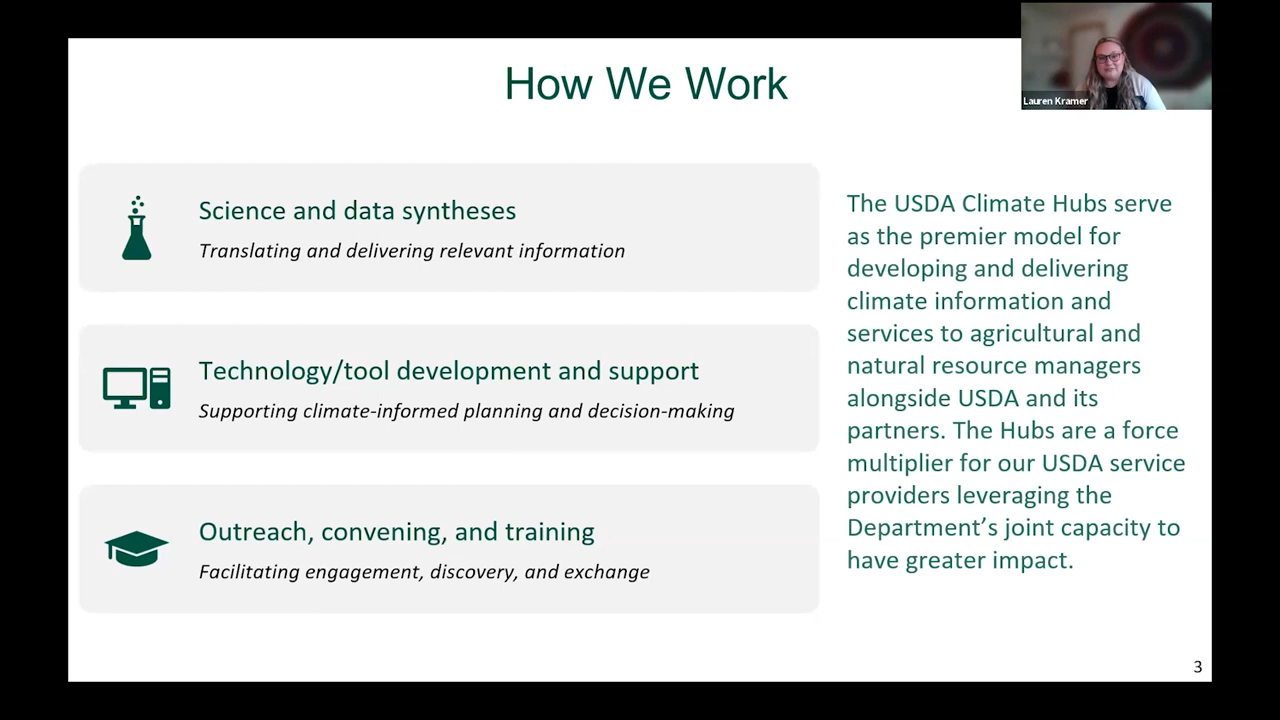 How We Work
Lauren Kramer
Science and data syntheses
Translating and delivering relevant information
Technology/tool development and support
Supporting climate-informed planning and decision-making
Outreach, convening, and training
Facilitating engagement, discovery, and exchange
The USDA Climate Hubs serve
as the premier model for
developing and delivering
climate information and
services to agricultural and
natural resource managers
alongside USDA and its
partners. The Hubs are a force
multiplier for our USDA service
providers leveraging the
Department’s joint capacity to
have greater impact.
3